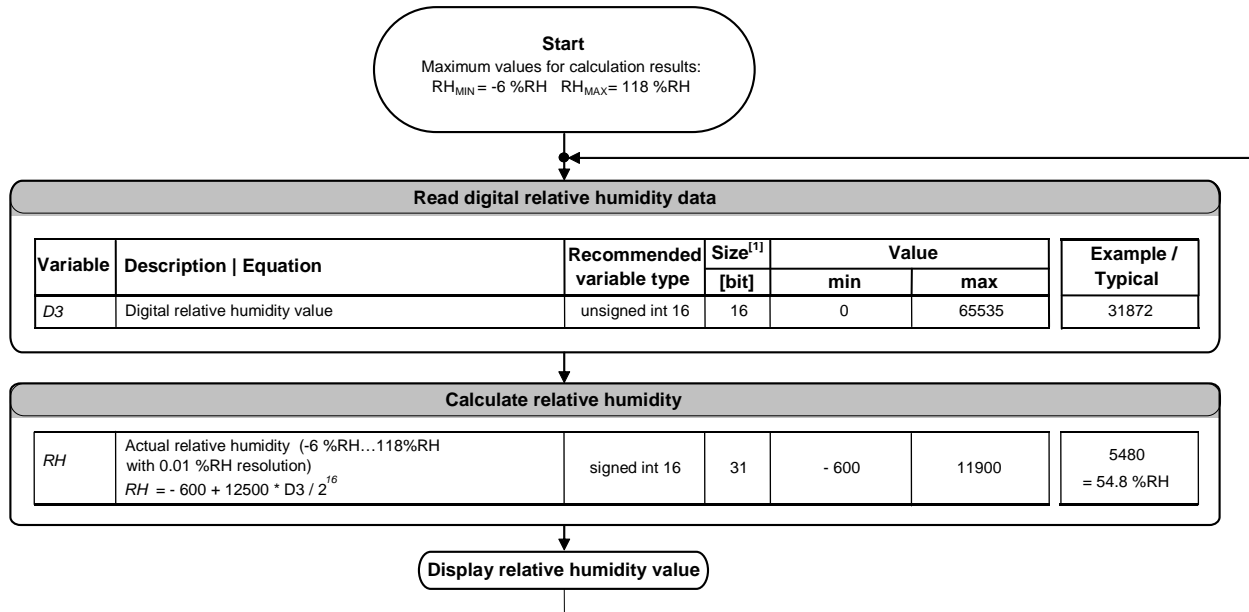 Start
Maximum values for calculation results:
RHMIN = -6 %RH RHMAX= 118 %RH
Read digital relative humidity data
Variable Description | Equation Recommended variable type Size[1] [bit] Value min max Example / Typical
D3 Digital relative humidity value unsigned int 16 16 0 65535 31872
Calculate relative humidity
RH Actual relative humidity (-6 %RH…118%RH
with 0.01 %RH resolution)
RH = - 600 + 12500 * D3 / 2^16
signed int 16 31 - 600 11900
5480
= 54.8 %RH
Display relative humidity value